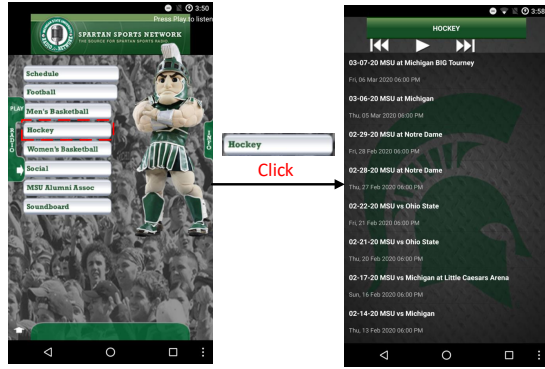 3:50
Press Play to listen
SPARTAN SPORTS NETWORK
THE SOURCE FOR SPARTAN SPORTS RADIO
Schedule
Football
Men's Basketball
Hockey
Women's Basketball
Social
MSU Alumni Assoc
Soundboard
PLAY
RADIO
INFO
Hockey
Click
3:58
HOCKEY
03-07-20 MSU at Michigan BIG Tourney
Fri, 06 Mar 2020 06:00 PM
03-06-20 MSU at Michigan
Thu, 05 Mar 2020 06:00 PM
02-29-20 MSU at Notre Dame
Fri, 28 Feb 2020 06:00 PM
02-28-20 MSU at Notre Dame
Thu, 27 Feb 2020 06:00 PM
02-22-20 MSU vs Ohio State
Fri, 21 Feb 2020 06:00 PM
02-21-20 MSU vs Ohio State
Thu, 20 Feb 2020 06:00 PM
02-17-20 MSU vs Michigan at Little Caesars Arena
Sun, 16 Feb 2020 06:00 PM
02-14-20 MSU vs Michigan
Thu, 13 Feb 2020 06:00 PM